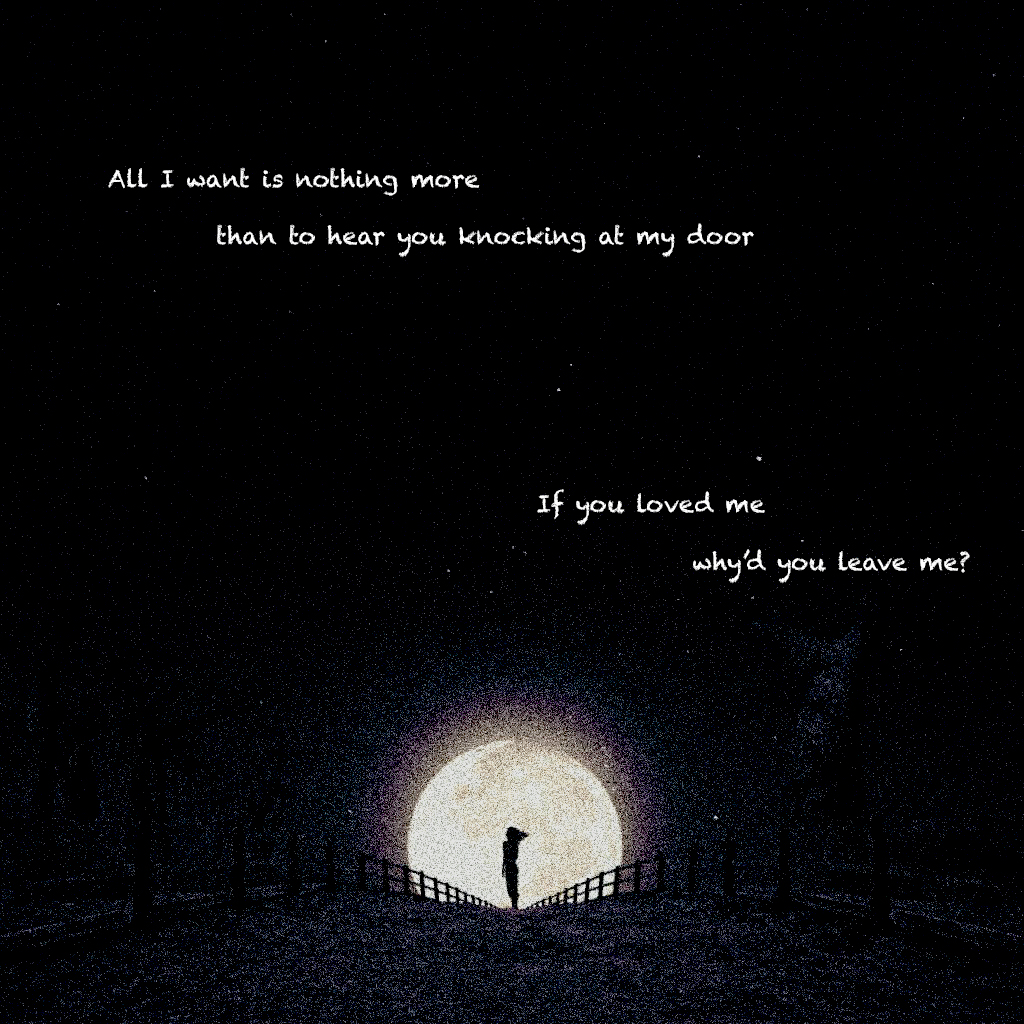 All I want is nothing more
than to hear you knocking at my door
If you loved me
why'd you leave me?